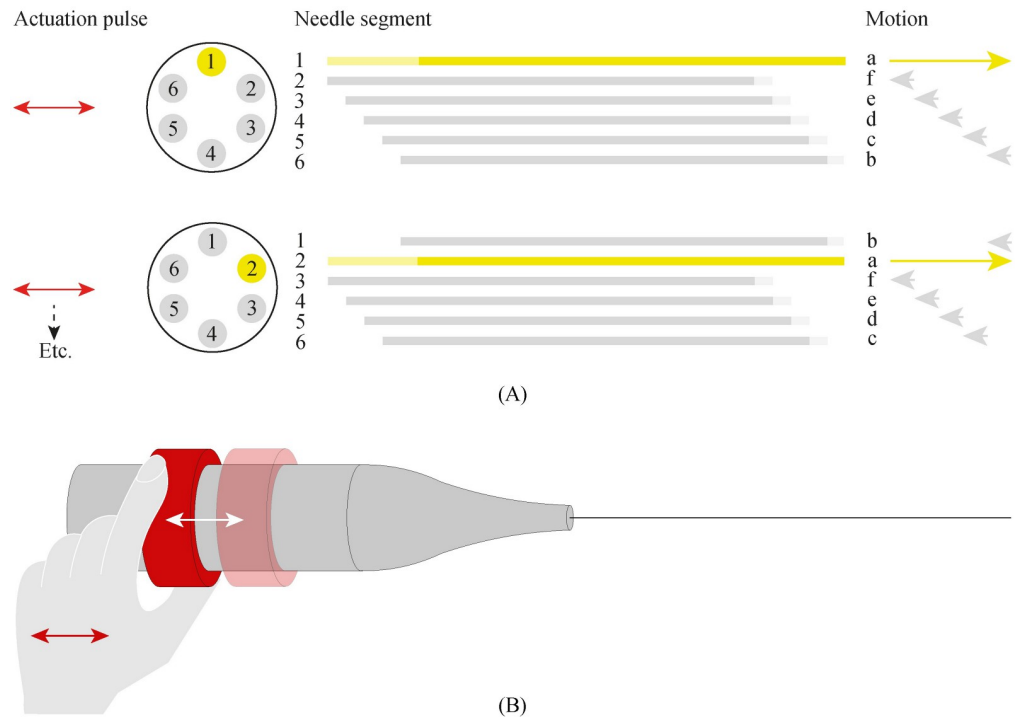 Actuation pulse Needle segment Motion
1
6 2
5 3
4
1 a
2 f
3 e
4 d
5 c
6 b
1
6 2
5 3
4
Etc.
1 b
2 a
3 f
4 e
5 d
6 c
(A)
(B)